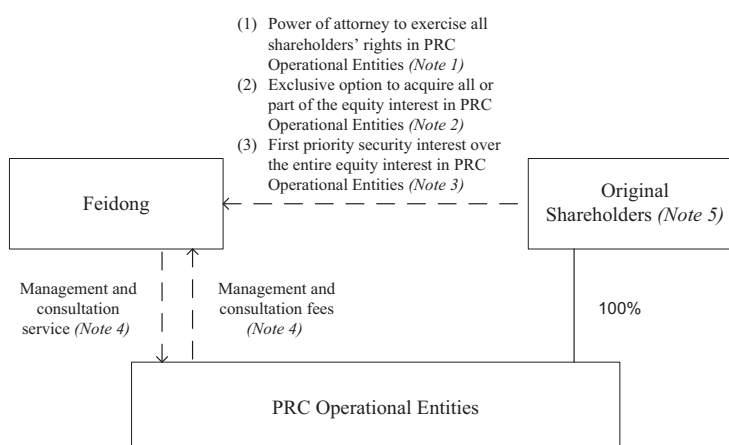 (1) Power of attorney to exercise all
shareholders’ rights in PRC
Operational Entities (Note 1)
(2) Exclusive option to acquire all or
part of the equity interest in PRC
Operational Entities (Note 2)
(3) First priority security interest over
the entire equity interest in PRC
Operational Entities (Note 3)
Feidong
Original
Shareholders (Note 5)
Management and
consultation
service (Note 4)
Management and
consultation fees
(Note 4)
100%
PRC Operational Entities